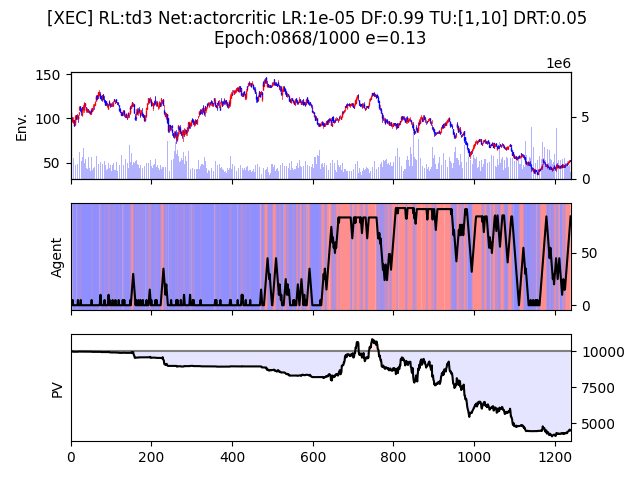 [XEC] RL:td3 Net:actorcritic LR:1e-05 DF:0.99 TU:[1,10] DRT:0.05
Epoch:0868/1000 e=0.13
1e6
150
100
50
Env.
5
0
Agent
50
0
PV
10000
7500
5000
0 200 400 600 800 1000 1200